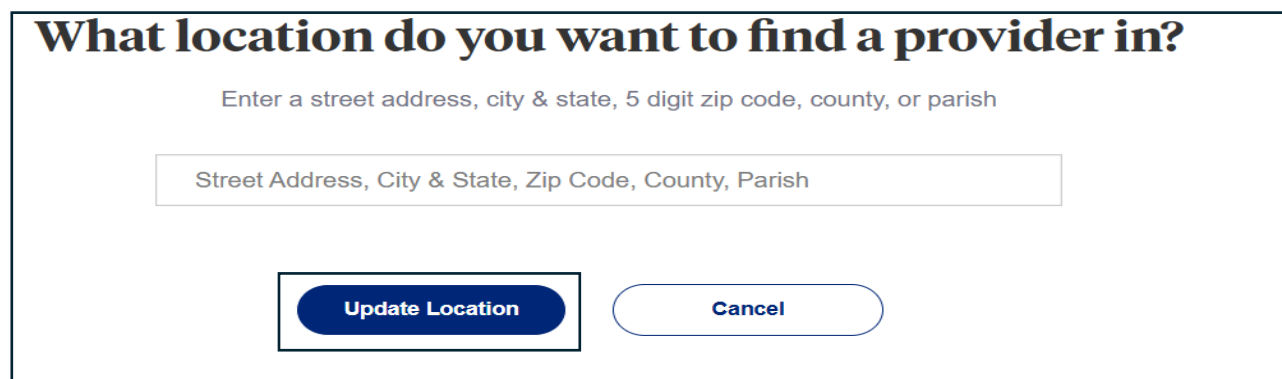 What location do you want to find a provider in?
Enter a street address, city & state, 5 digit zip code, county, or parish
Street Address, City & State, Zip Code, County, Parish
Update Location Cancel